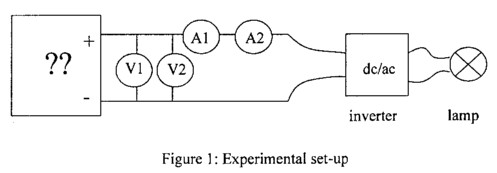 ??
+
-
V1
V2
A1
A2
dc/ac
inverter
lamp
Figure 1: Experimental set-up